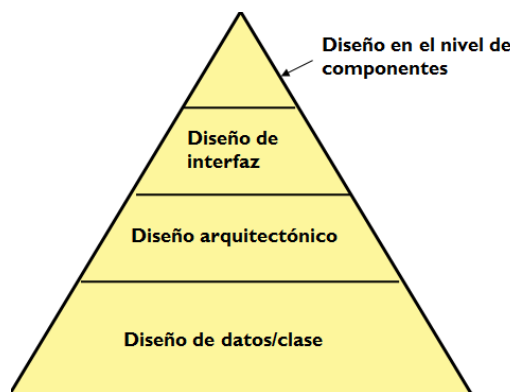 Diseño en el nivel de
componentes
Diseño de
interfaz
Diseño arquitectónico
Diseño de datos/clase